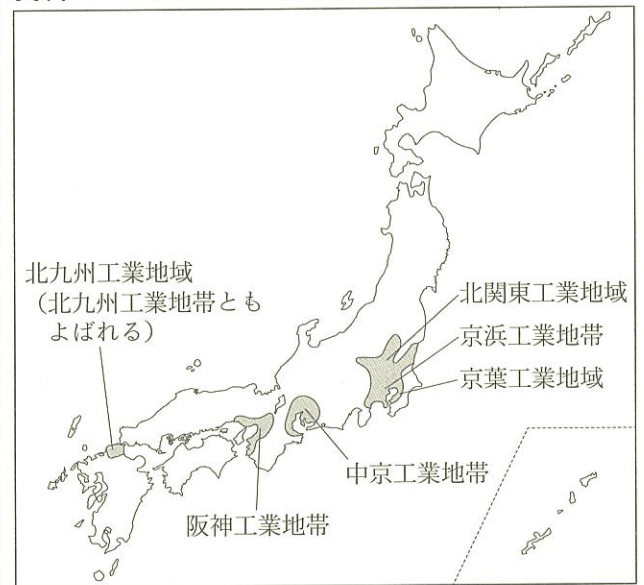 北九州工業地域
（北九州工業地帯とも
よばれる）
北関東工業地域
京浜工業地帯
京葉工業地域
中京工業地帯
阪神工業地帯